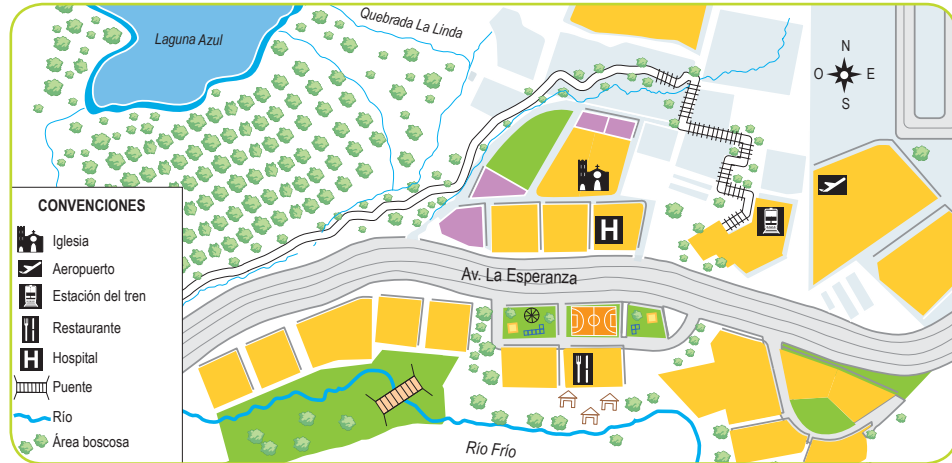 Laguna Azul
Quebrada La Linda
N
O
E
S
CONVENCIONES
Iglesia
Aeropuerto
Estación del tren
Restaurante
H
Hospital
Puente
Río
Área boscosa
H
Av. La Esperanza
Río Frío